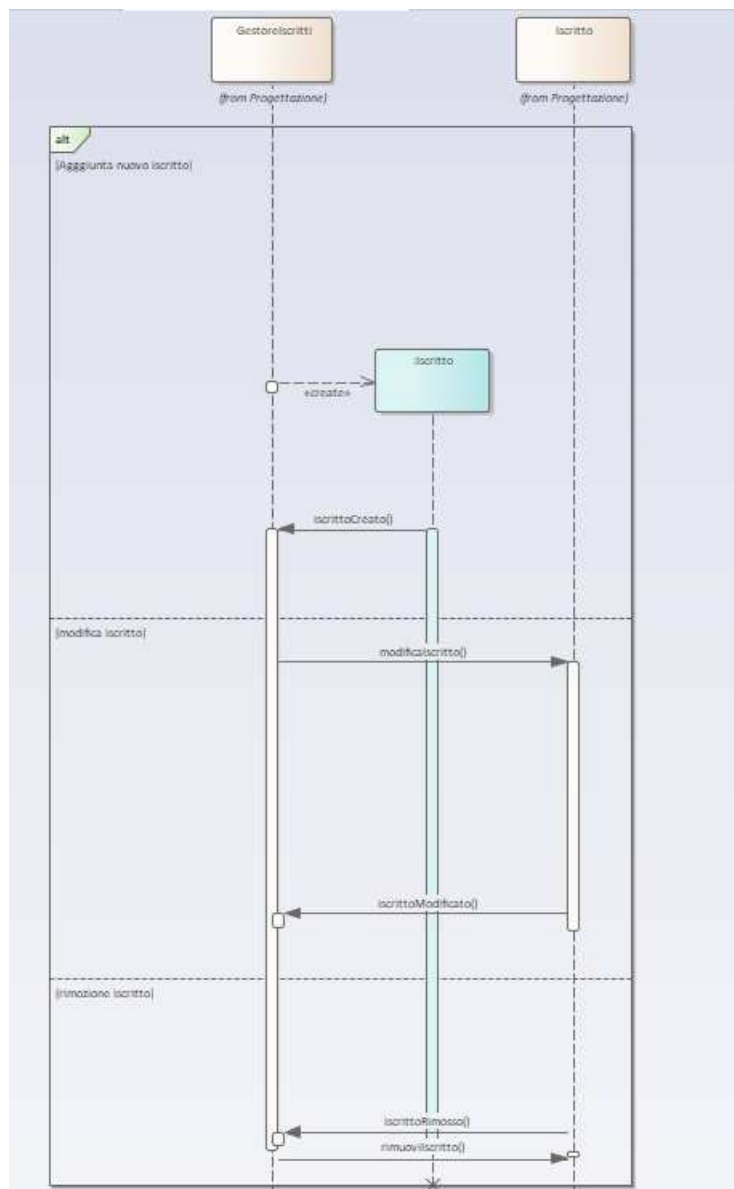 GestoreIscritti
Iscritto
(from Progettazione)
(from Progettazione)
alt
[Agggiunta nuovo iscritto]
:Iscritto
«create»
iscrittoCreato()
[modifica iscritto]
modificaIscritto()
iscrittoModificato()
[rimozione iscritto]
iscrittoRimosso()
rimuoviIscritto()